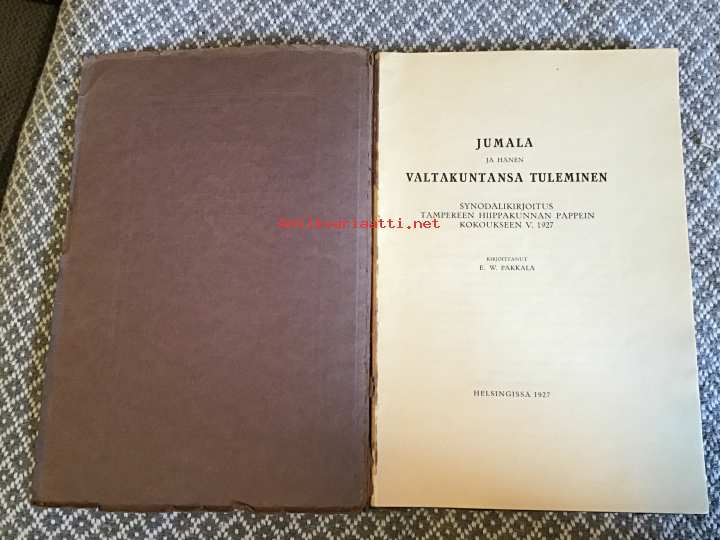 JUMALA
JA HÄNEN
VALTAKUNTANSA TULEMINEN
SYNODALIKIRJOITUS
TAMPEREEN HIIPPAKUNNAN PAPPEIN
KOKOUKSEEN V. 1927
antikvariaatti.net
KIRJOITTANUT
E. W. PAKKALA
HELSINGISSÄ 1927